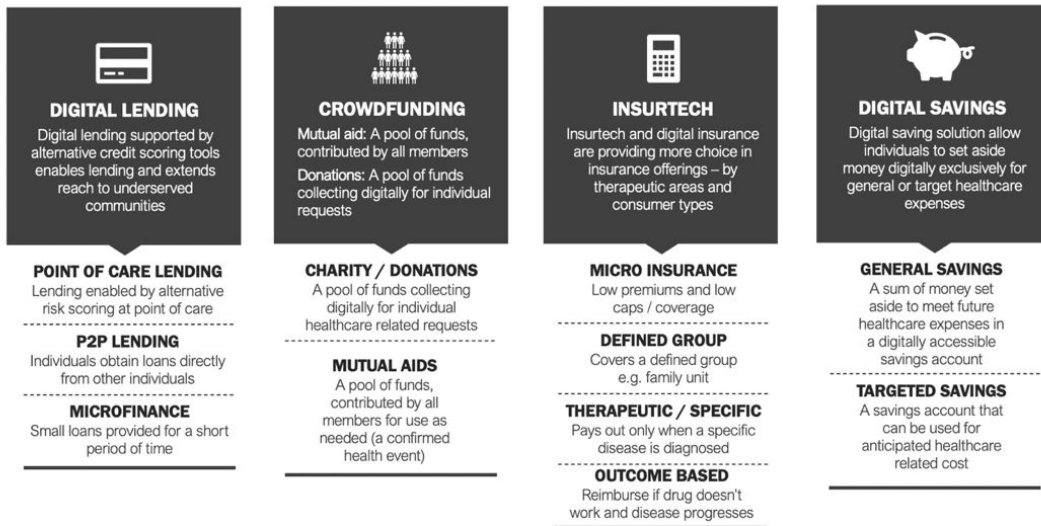 DIGITAL LENDING
Digital lending supported by
alternative credit scoring tools
enables lending and extends
reach to underserved
communities
POINT OF CARE LENDING
Lending enabled by alternative
risk scoring at point of care
P2P LENDING
Individuals obtain loans directly
from other individuals
MICROFINANCE
Small loans provided for a short
period of time
CROWDFUNDING
Mutual aid: A pool of funds,
contributed by all members
Donations: A pool of funds
collecting digitally for individual
requests
CHARITY / DONATIONS
A pool of funds collecting
digitally for individual
healthcare related requests
MUTUAL AIDS
A pool of funds,
contributed by all
members for use as
needed (a confirmed
health event)
INSURTECH
Insurtech and digital insurance
are providing more choice in
insurance offerings – by
therapeutic areas and
consumer types
MICRO INSURANCE
Low premiums and low
caps / coverage
DEFINED GROUP
Covers a defined group
e.g. family unit
THERAPEUTIC / SPECIFIC
Pays out only when a specific
disease is diagnosed
OUTCOME BASED
Reimburse if drug doesn't
work and disease progresses
DIGITAL SAVINGS
Digital saving solution allow
individuals to set aside
money digitally exclusively for
general or target healthcare
expenses
GENERAL SAVINGS
A sum of money set
aside to meet future
healthcare expenses in
a digitally accessible
savings account
TARGETED SAVINGS
A savings account that
can be used for
anticipated healthcare
related cost